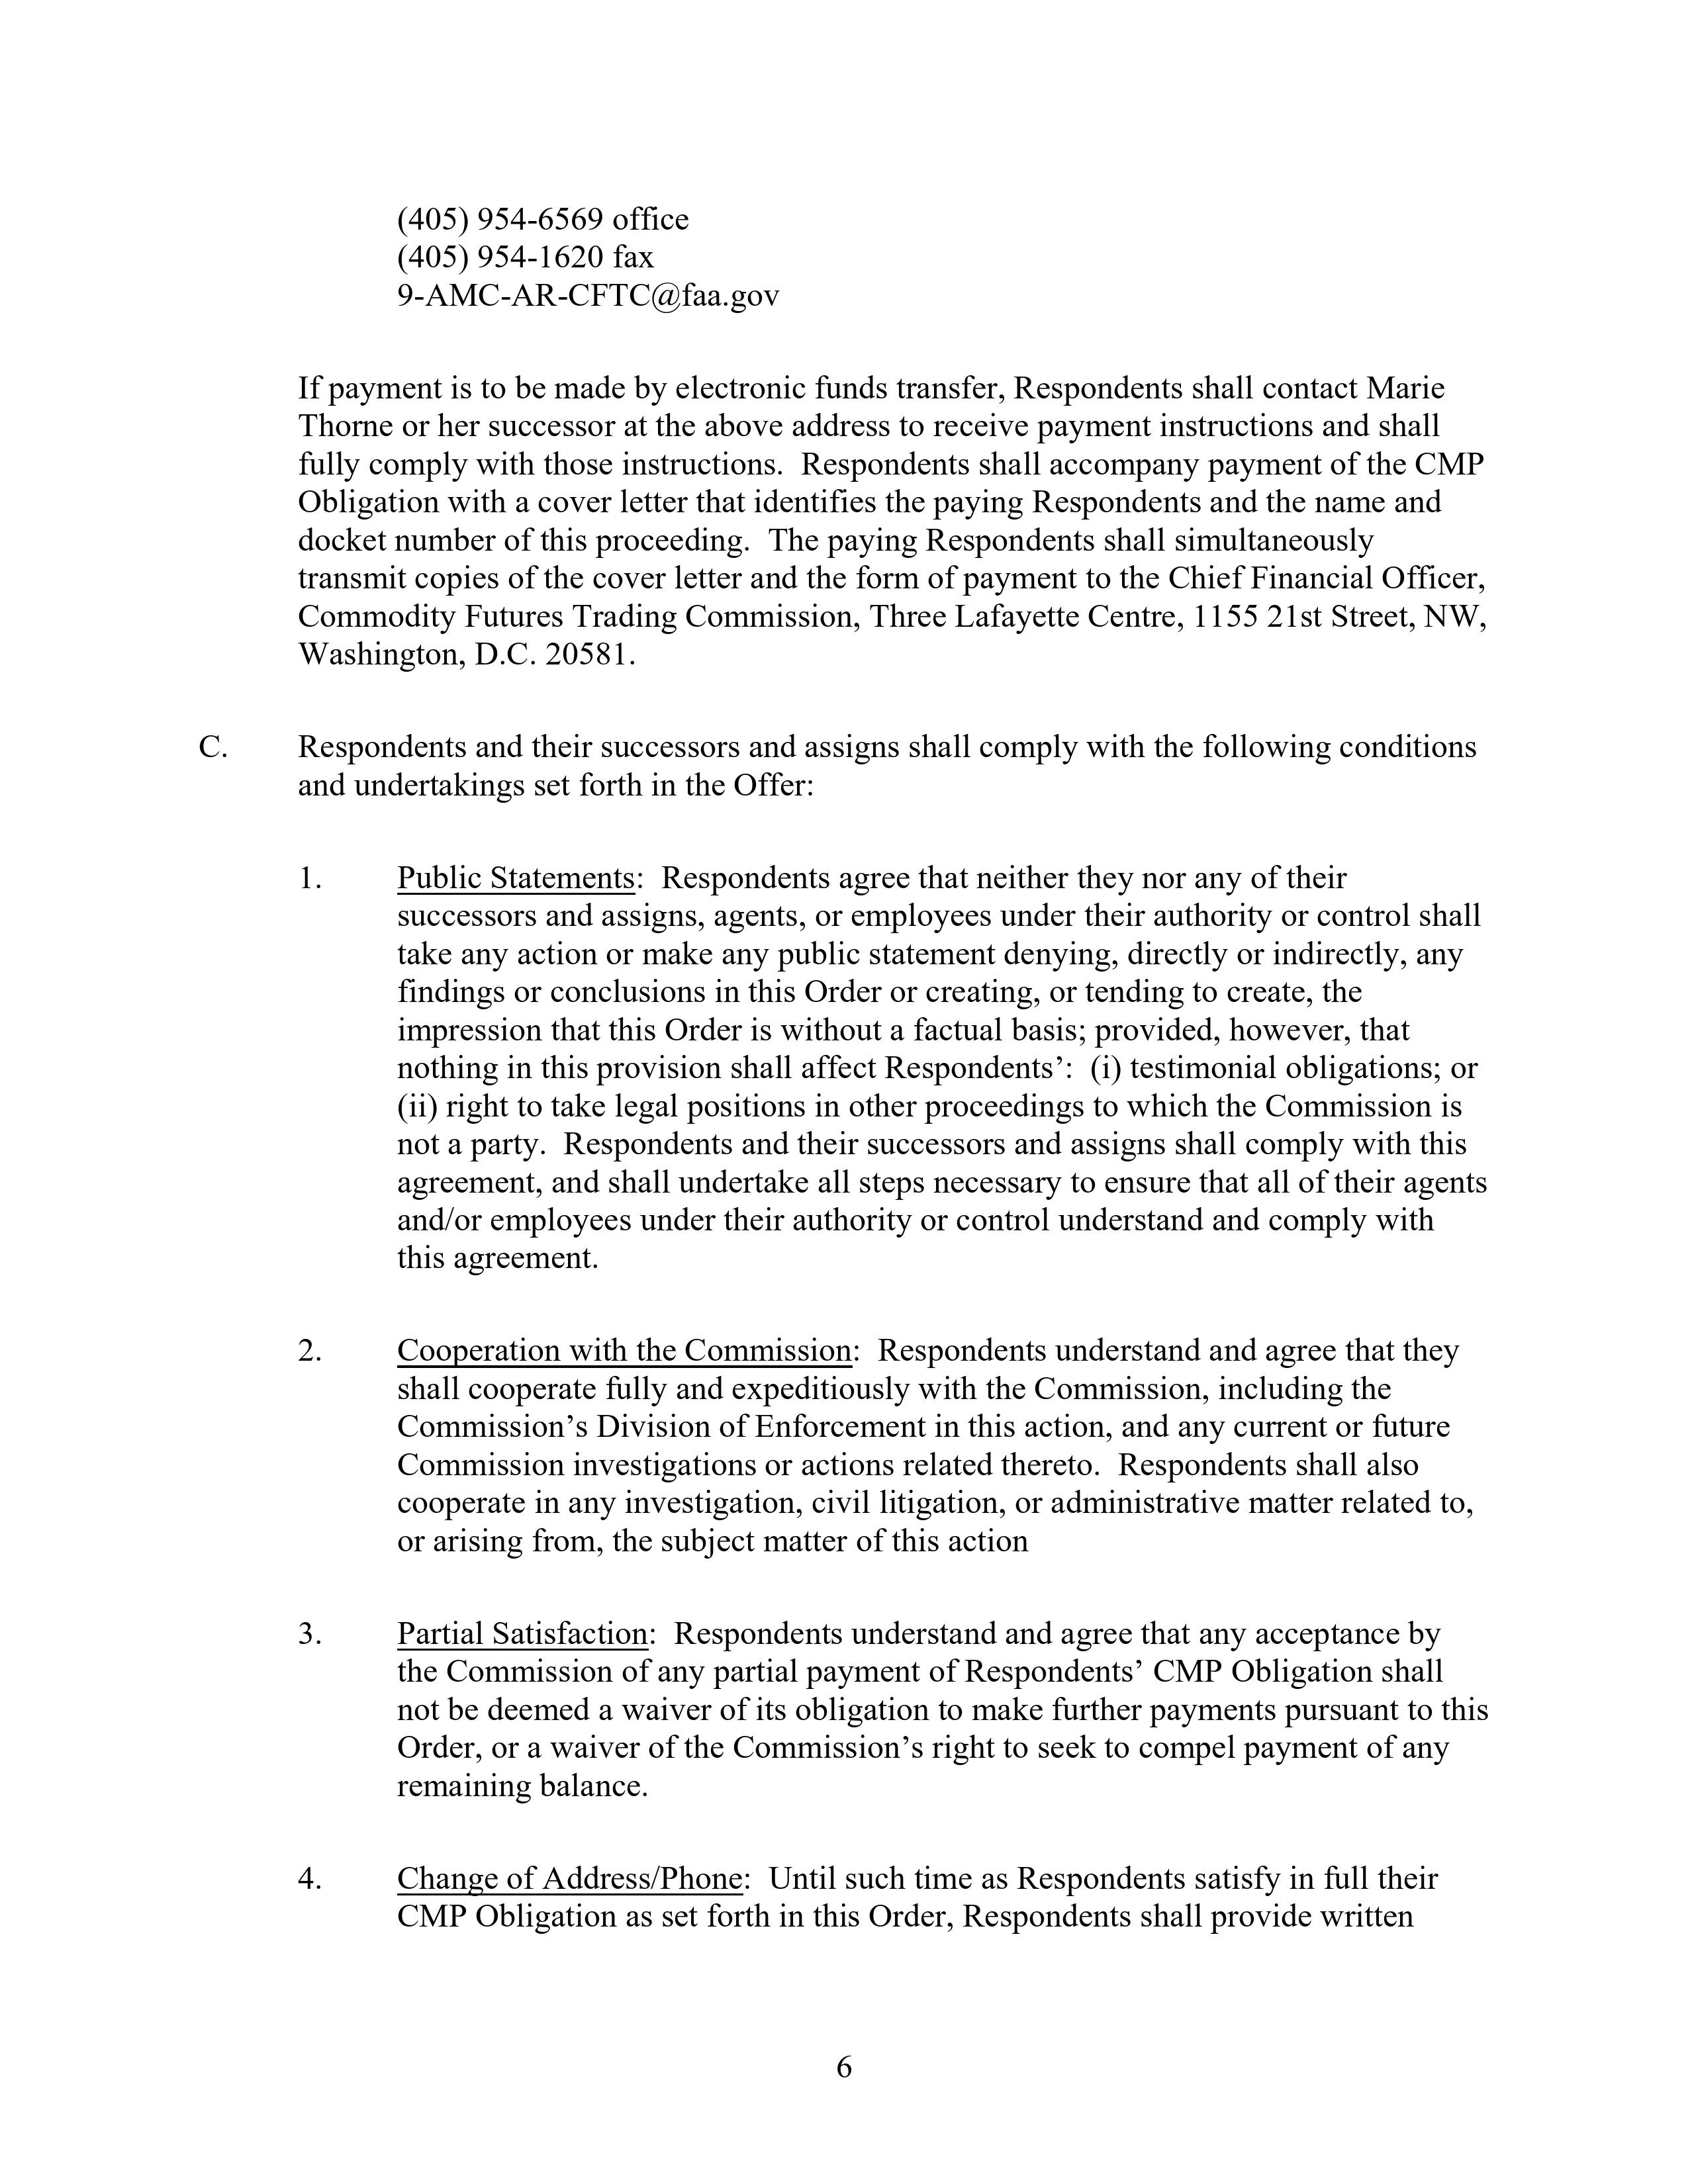 (405) 954-6569 office
(405) 954-1620 fax
9-AMC-AR-CFTC@faa.gov
If payment is to be made by electronic funds transfer, Respondents shall contact Marie
Thorne or her successor at the above address to receive payment instructions and shall
fully comply with those instructions.  Respondents shall accompany payment of the CMP
Obligation with a cover letter that identifies the paying Respondents and the name and
docket number of this proceeding.  The paying Respondents shall simultaneously
transmit copies of the cover letter and the form of payment to the Chief Financial Officer,
Commodity Futures Trading Commission, Three Lafayette Centre, 1155 21st Street, NW,
Washington, D.C. 20581.
C. Respondents and their successors and assigns shall comply with the following conditions
and undertakings set forth in the Offer:
1. Public Statements:  Respondents agree that neither they nor any of their
successors and assigns, agents, or employees under their authority or control shall
take any action or make any public statement denying, directly or indirectly, any
findings or conclusions in this Order or creating, or tending to create, the
impression that this Order is without a factual basis; provided, however, that
nothing in this provision shall affect Respondents’:  (i) testimonial obligations; or
(ii) right to take legal positions in other proceedings to which the Commission is
not a party.  Respondents and their successors and assigns shall comply with this
agreement, and shall undertake all steps necessary to ensure that all of their agents
and/or employees under their authority or control understand and comply with
this agreement.
2. Cooperation with the Commission:  Respondents understand and agree that they
shall cooperate fully and expeditiously with the Commission, including the
Commission’s Division of Enforcement in this action, and any current or future
Commission investigations or actions related thereto.  Respondents shall also
cooperate in any investigation, civil litigation, or administrative matter related to,
or arising from, the subject matter of this action
3. Partial Satisfaction:  Respondents understand and agree that any acceptance by
the Commission of any partial payment of Respondents’ CMP Obligation shall
not be deemed a waiver of its obligation to make further payments pursuant to this
Order, or a waiver of the Commission’s right to seek to compel payment of any
remaining balance.
4. Change of Address/Phone:  Until such time as Respondents satisfy in full their
CMP Obligation as set forth in this Order, Respondents shall provide written
6